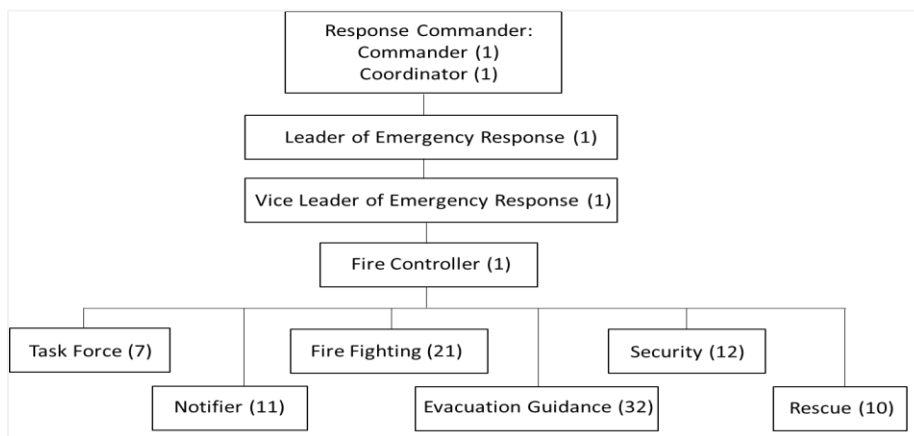 Response Commander:
Commander (1)
Coordinator (1)
Leader of Emergency Response (1)
Vice Leader of Emergency Response (1)
Fire Controller (1)
Task Force (7)
Fire Fighting (21)
Security (12)
Notifier (11)
Evacuation Guidance (32)
Rescue (10)